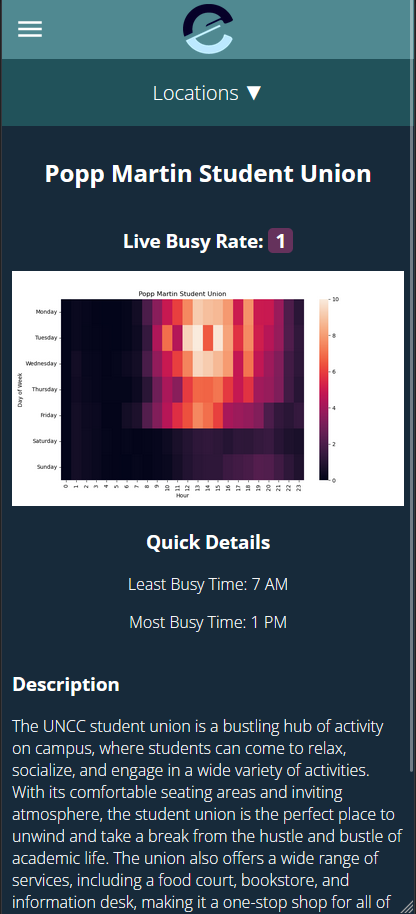 Locations ▼
Popp Martin Student Union
Live Busy Rate: 1
Popp Martin Student Union
Day of Week
Monday
Tuesday
Wednesday
Thursday
Friday
Saturday
Sunday
0 1 2 3 4 5 6 7 8 9 10 11 12 13 14 15 16 17 18 19 20 21 22 23
Hour
10
8
6
4
2
0
Quick Details
Least Busy Time: 7 AM
Most Busy Time: 1 PM
Description
The UNCC student union is a bustling hub of activity
on campus, where students can come to relax,
socialize, and engage in a wide variety of activities.
With its comfortable seating areas and inviting
atmosphere, the student union is the perfect place to
unwind and take a break from the hustle and bustle of
academic life. The union also offers a wide range of
services, including a food court, bookstore, and
information desk, making it a one-stop shop for all of